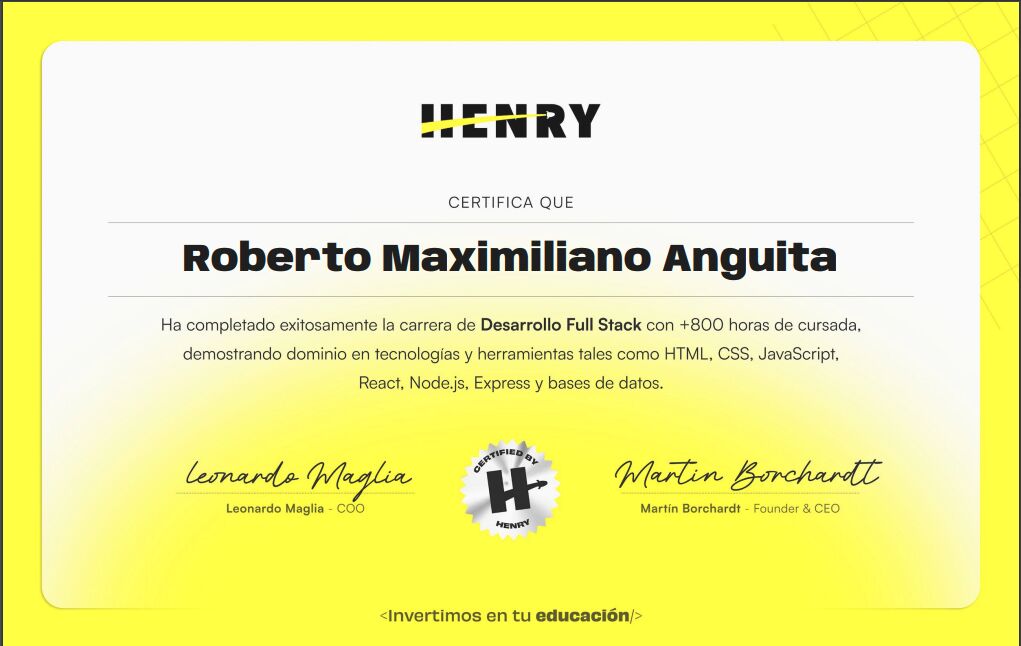 HENRY
CERTIFICA QUE
Roberto Maximiliano Anguita
Ha completado exitosamente la carrera de Desarrollo Full Stack con +800 horas de cursada,
demostrando dominio en tecnologías y herramientas tales como HTML, CSS, JavaScript,
React, Node.js, Express y bases de datos.
Leonardo Maglia
Leonardo Maglia - COO
CERTIFIED BY
H
HENRY
Martin Borchardt
Martín Borchardt - Founder & CEO
<Invertimos en tu educación/>